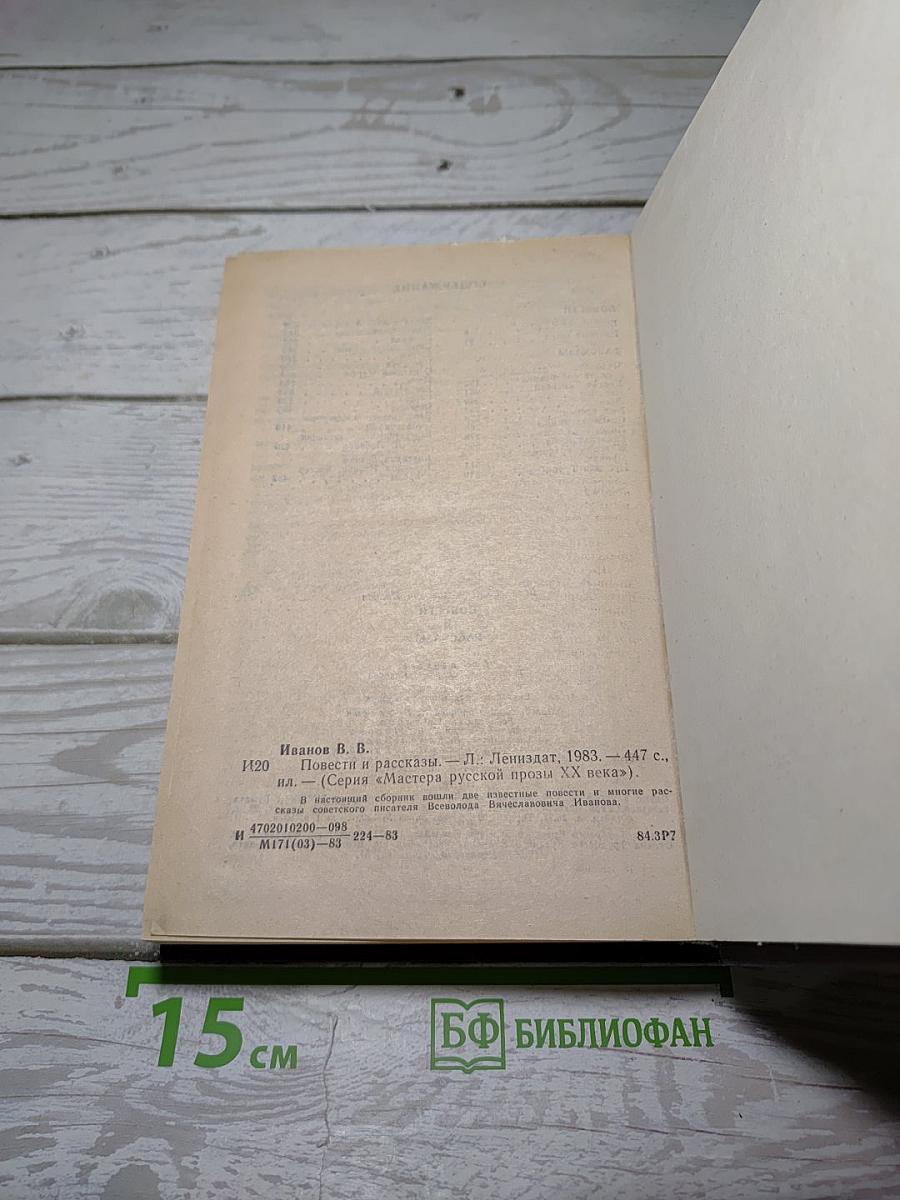 Иванов В. В.
И20 Повести и рассказы. — Л.: Лениздат, 1983. — 447 с.,
ил. — (Серия «Мастера русской прозы XX века»).
В настоящий сборник вошли две известные повести и многие рас-
сказы советского писателя Всеволода Вячеславовича Иванова.
И 4702010200—098
М171(03)—83 224—83 84.3Р7
15 см БФ БИБЛИОФАН